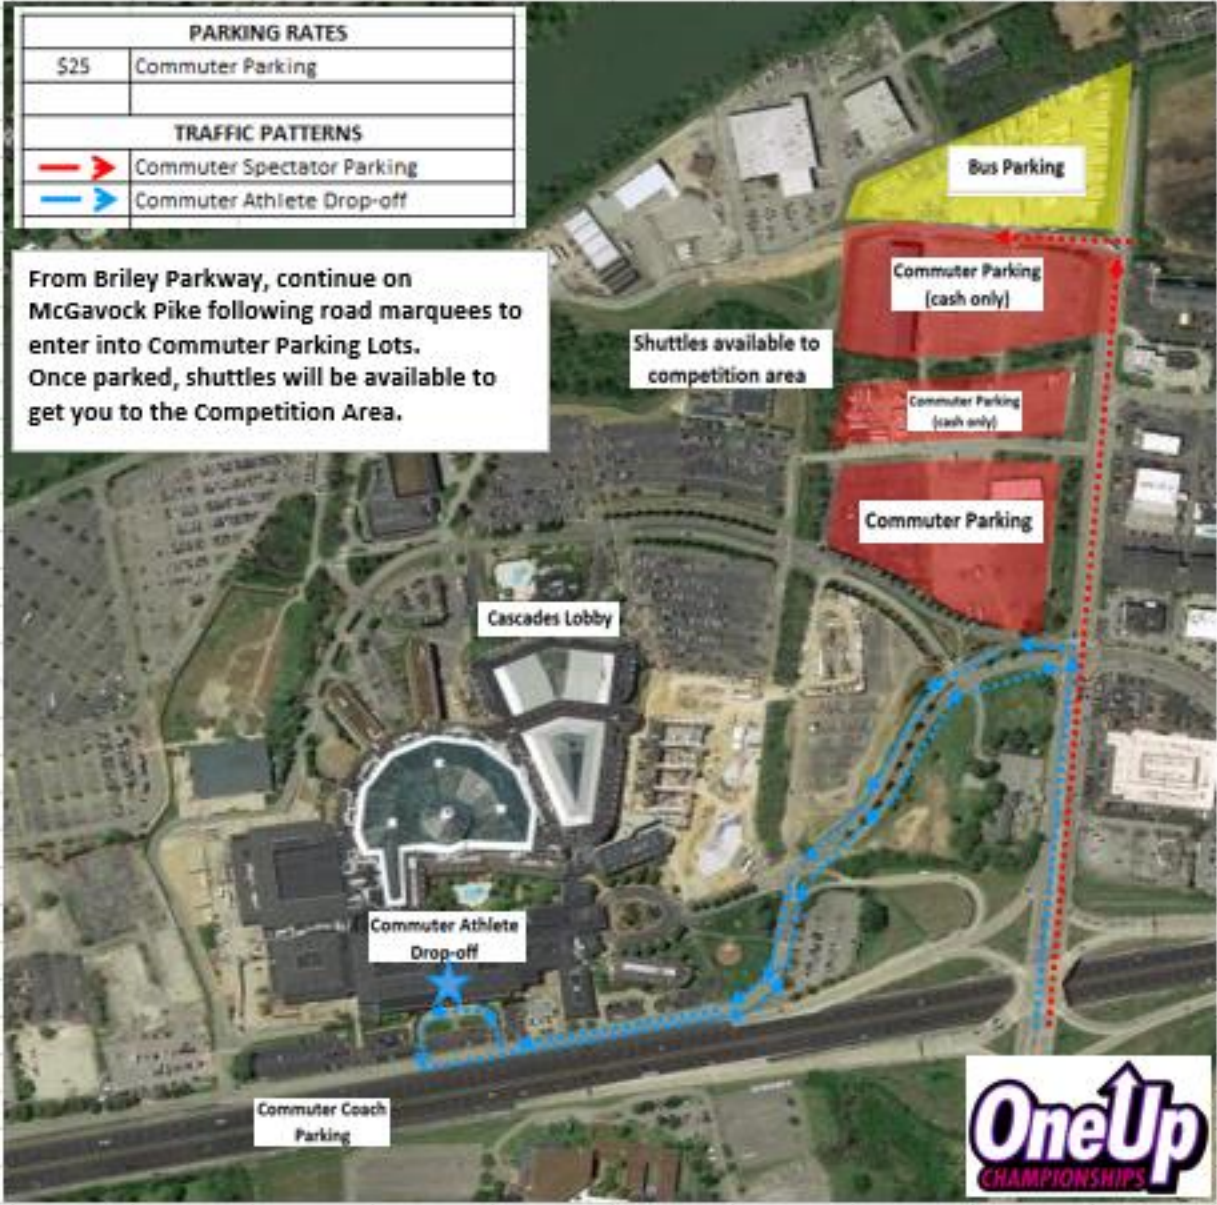 PARKING RATES
$25 Commuter Parking
TRAFFIC PATTERNS
Commuter Spectator Parking
Commuter Athlete Drop-off
From Briley Parkway, continue on
McGavock Pike following road marquees to
enter into Commuter Parking Lots.
Once parked, shuttles will be available to
get you to the Competition Area.
Bus Parking
Commuter Parking
(cash only)
Shuttles available to
competition area
Commuter Parking
(cash only)
Commuter Parking
Cascades Lobby
Commuter Athlete
Drop-off
Commuter Coach
Parking
OneUp
CHAMPIONSHIPS